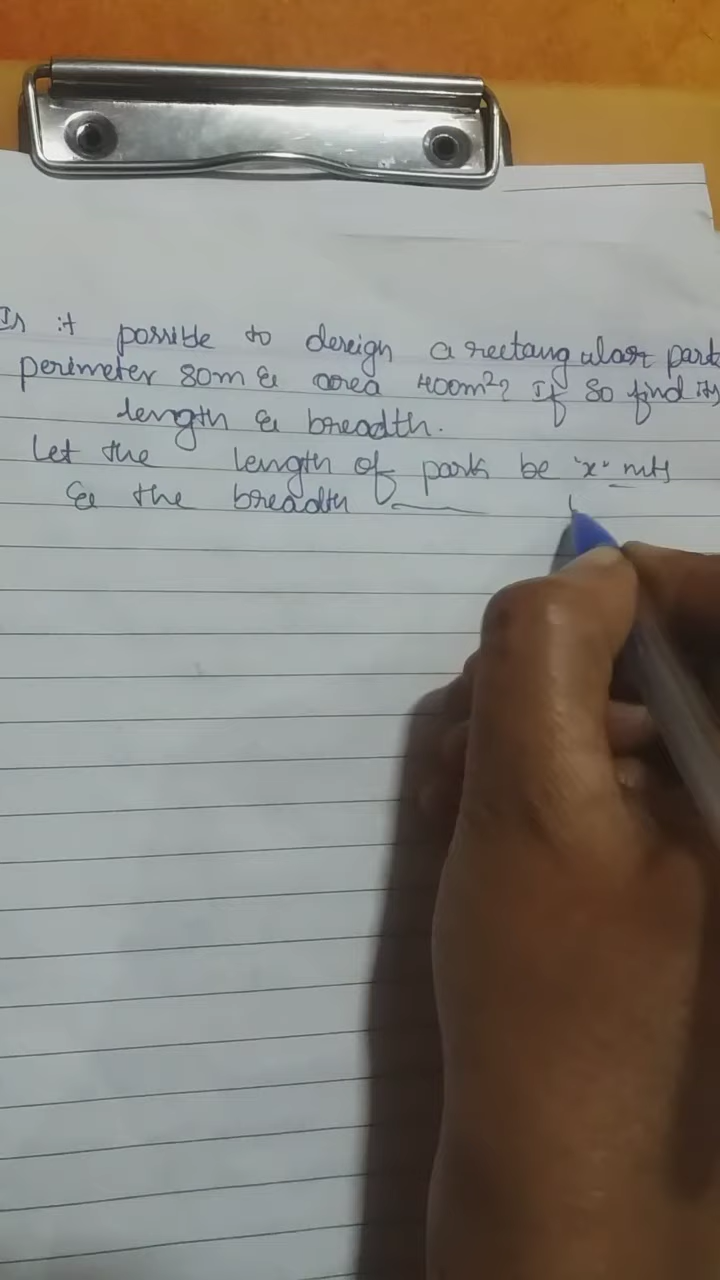 Is it possible to design a rectangular park
perimeter 80m & area 400m²? If so find its
length & breadth.
Let the length of park be 'x' mts
& the breadth